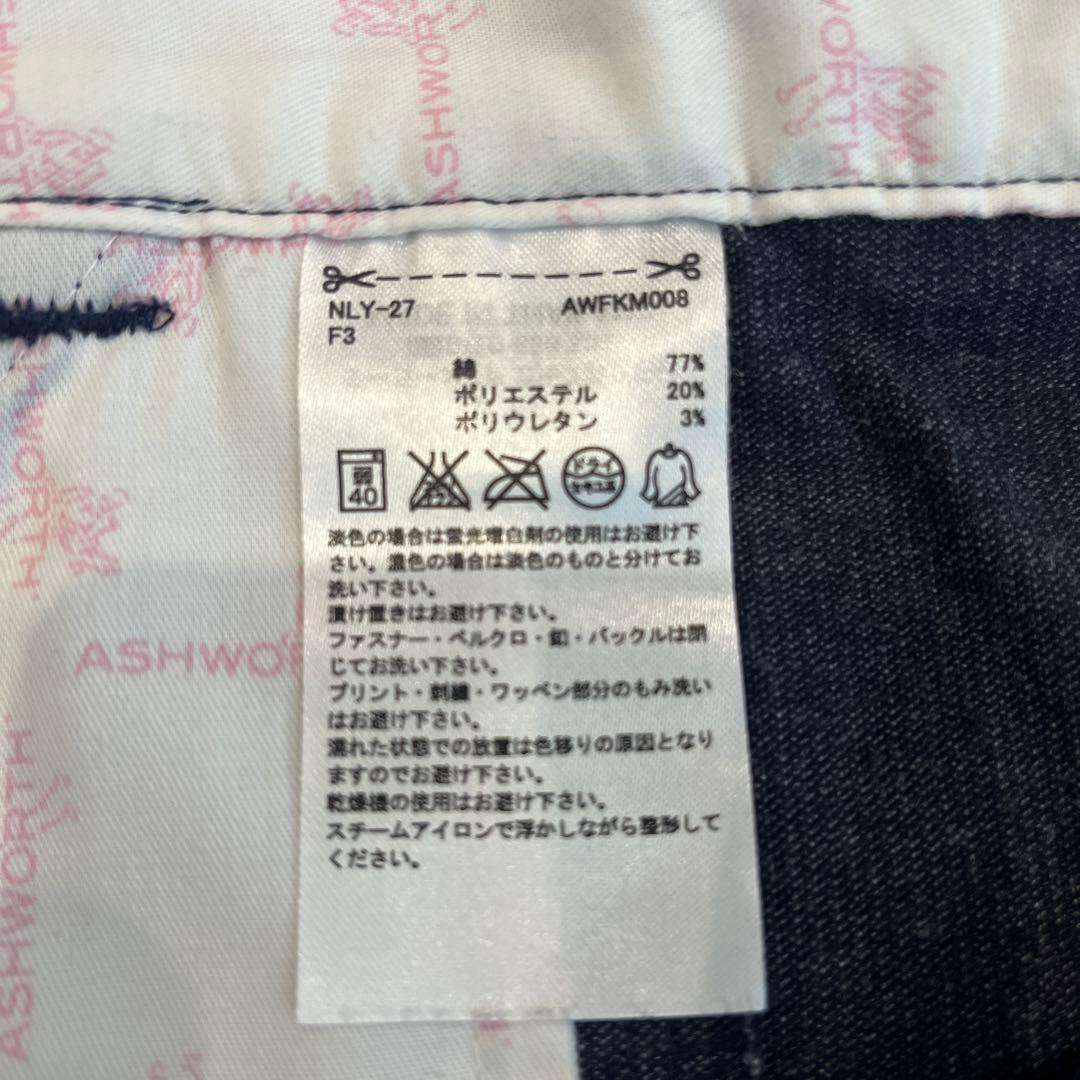 ASHWORTH
ASHWOR
ORTH
NLY-27
AWFKM008
F3
綿 77%
ポリエステル 20%
ポリウレタン 3%
弱
40
ドライ
セキユ系
淡色の場合は蛍光増白剤の使用はお避け下
さい。濃色の場合は淡色のものと分けてお
洗い下さい。
漬け置きはお避け下さい。
ファスナー・ベルクロ・釦・バックルは閉
じてお洗い下さい。
プリント・刺繍・ワッペン部分のもみ洗い
はお避け下さい。
濡れた状態での放置は色移りの原因となり
ますのでお避け下さい。
乾燥機の使用はお避け下さい。
スチームアイロンで浮かしながら整形して
ください。
WORTH
ASHWOR
ASHWORTH